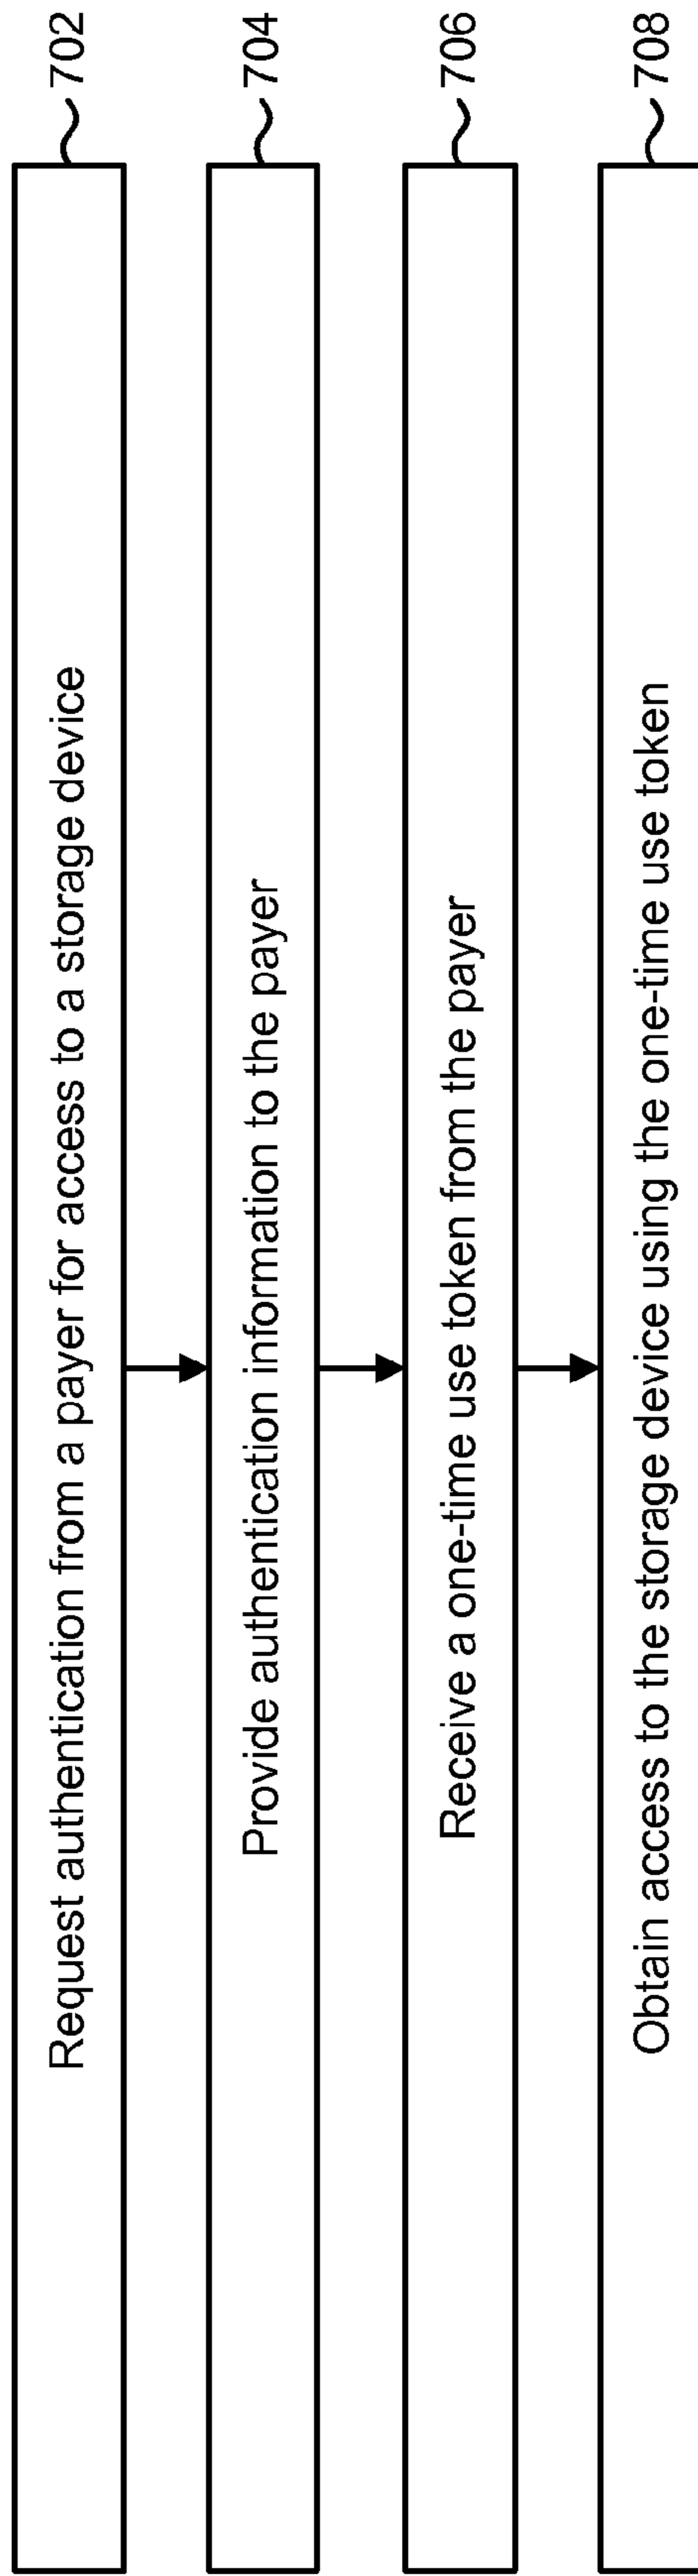 Request authentication from a payer for access to a storage device
702
Provide authentication information to the payer
704
Receive a one-time use token from the payer
706
Obtain access to the storage device using the one-time use token
708